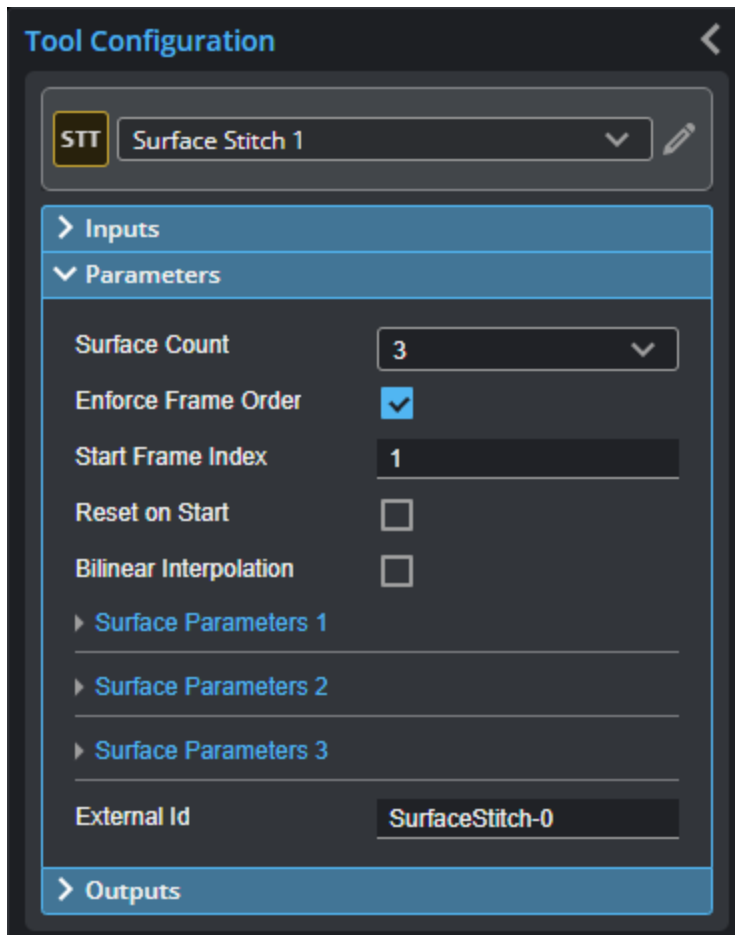 Tool Configuration
STT Surface Stitch 1
Inputs
Parameters
Surface Count 3
Enforce Frame Order
Start Frame Index 1
Reset on Start
Bilinear Interpolation
Surface Parameters 1
Surface Parameters 2
Surface Parameters 3
External Id SurfaceStitch-0
Outputs